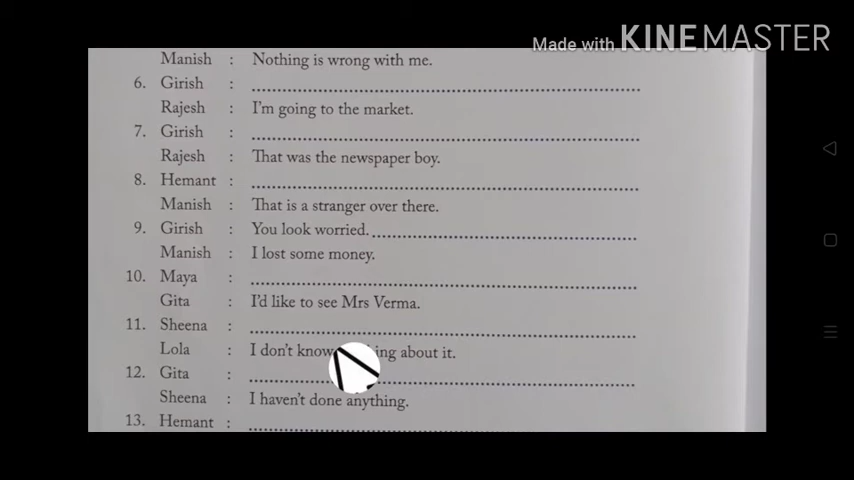 Made with KINEMASTER
Manish : Nothing is wrong with me.
6. Girish : ................................................
Rajesh : I'm going to the market.
7. Girish : ................................................
Rajesh : That was the newspaper boy.
8. Hemant : ................................................
Manish : That is a stranger over there.
9. Girish : You look worried. ................................
Manish : I lost some money.
10. Maya : ................................................
Gita : I'd like to see Mrs Verma.
11. Sheena : ................................................
Lola : I don't know about it.
12. Gita : ................................................
Sheena : I haven't done anything.
13. Hemant : ................................................